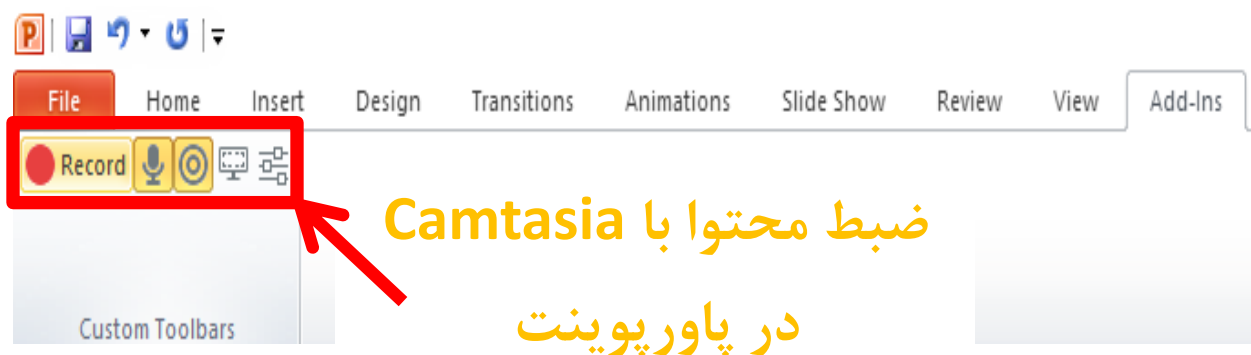 File Home Insert Design Transitions Animations Slide Show Review View Add-Ins
Record
ضبط محتوا با Camtasia
در پاورپوینت
Custom Toolbars